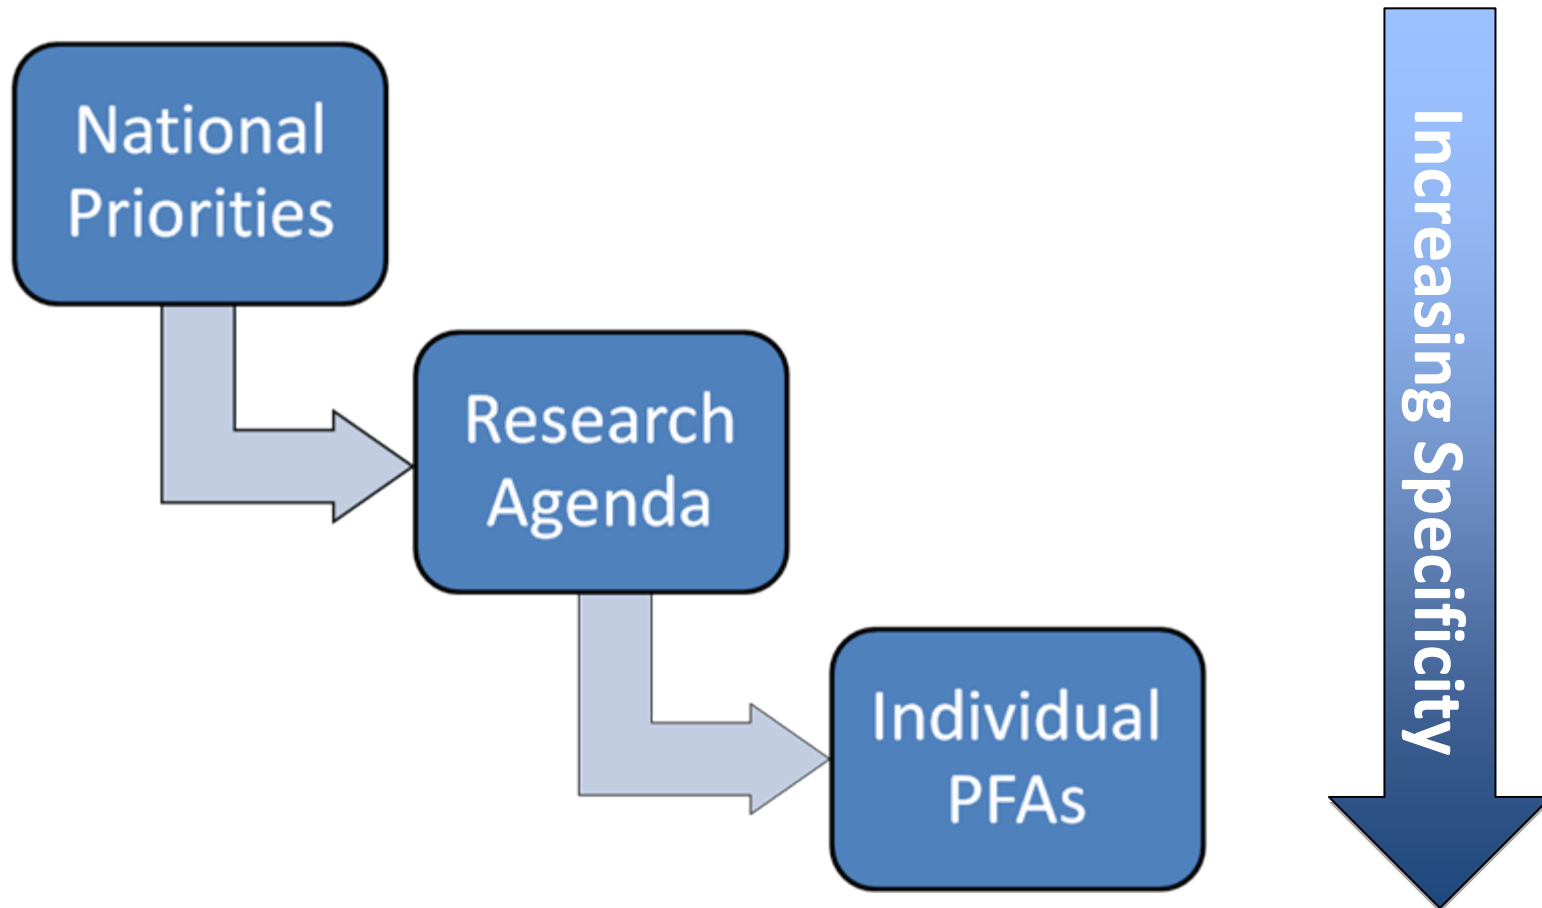 National
Priorities
Research
Agenda
Individual
PFAs
Increasing Specificity